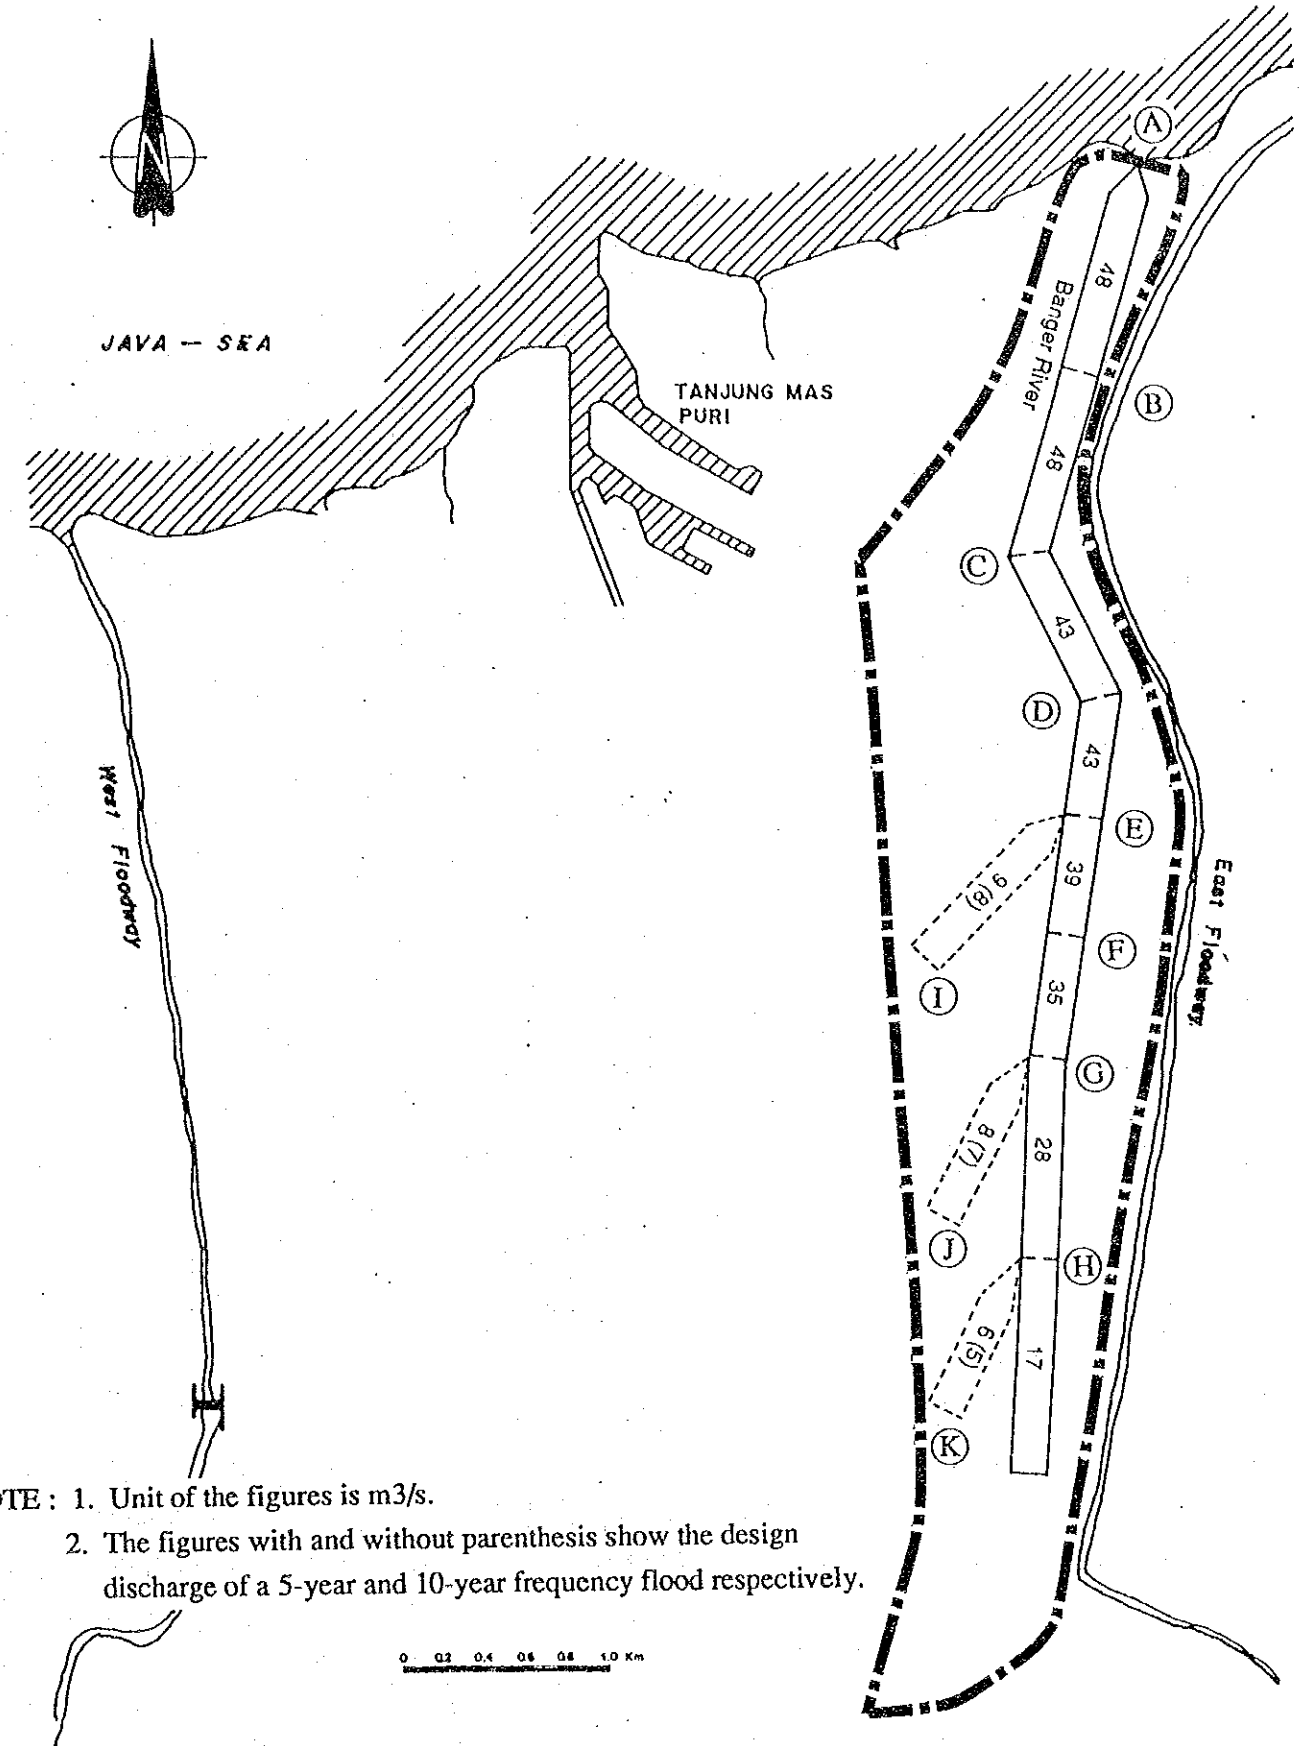 A
N
JAVA - SEA
48
Banger River
TANJUNG MAS
PURI
B
48
C
43
D
43
West Floodway
E
39
9 (8)
East Floodway
F
35
I
G
28
8 (7)
J
H
6 (5)
17
K
OTE : 1. Unit of the figures is m3/s.
2. The figures with and without parenthesis show the design
discharge of a 5-year and 10-year frequency flood respectively.
0 0.2 0.4 0.6 0.8 1.0 Km